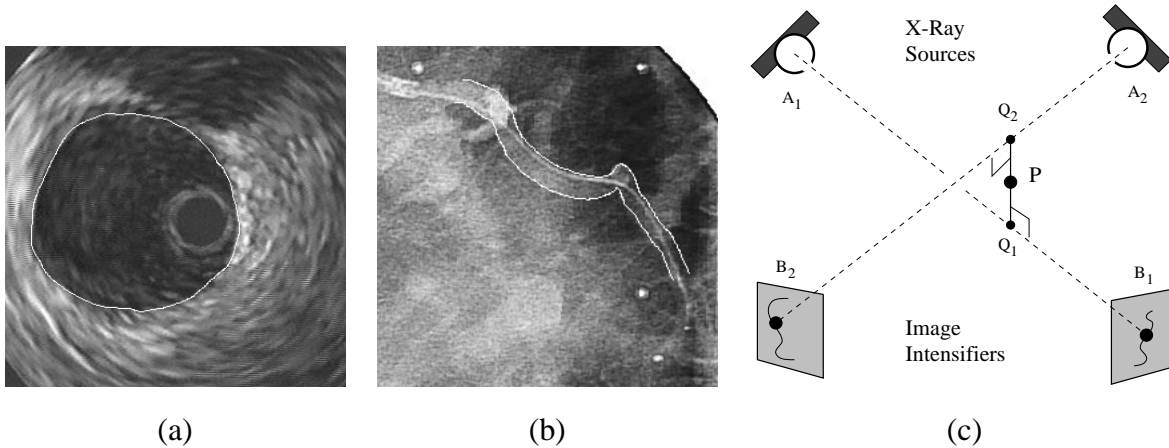 X-Ray
Sources
A1
A2
Q2
P
Q1
B2
B1
Image
Intensifiers
(a)
(b)
(c)